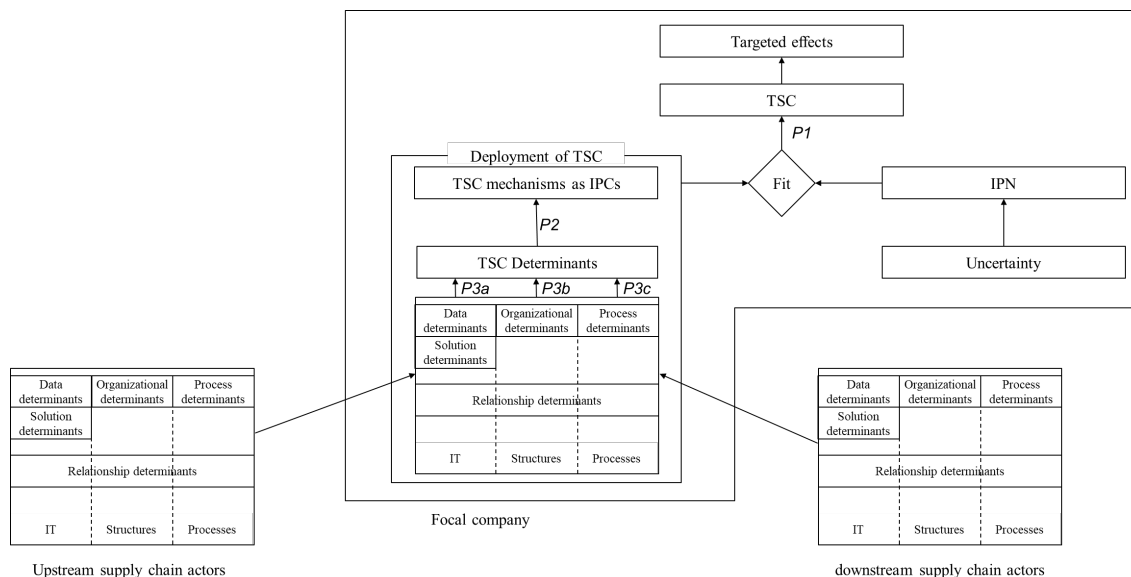 Targeted effects
TSC
P1
Deployment of TSC
TSC mechanisms as IPCs
Fit
IPN
P2
TSC Determinants
Uncertainty
P3a
P3b
P3c
Data
determinants
Organizational
determinants
Process
determinants
Solution
determinants
Relationship determinants
IT
Structures
Processes
Focal company
Data
determinants
Organizational
determinants
Process
determinants
Solution
determinants
Relationship determinants
IT
Structures
Processes
Upstream supply chain actors
Data
determinants
Organizational
determinants
Process
determinants
Solution
determinants
Relationship determinants
IT
Structures
Processes
downstream supply chain actors